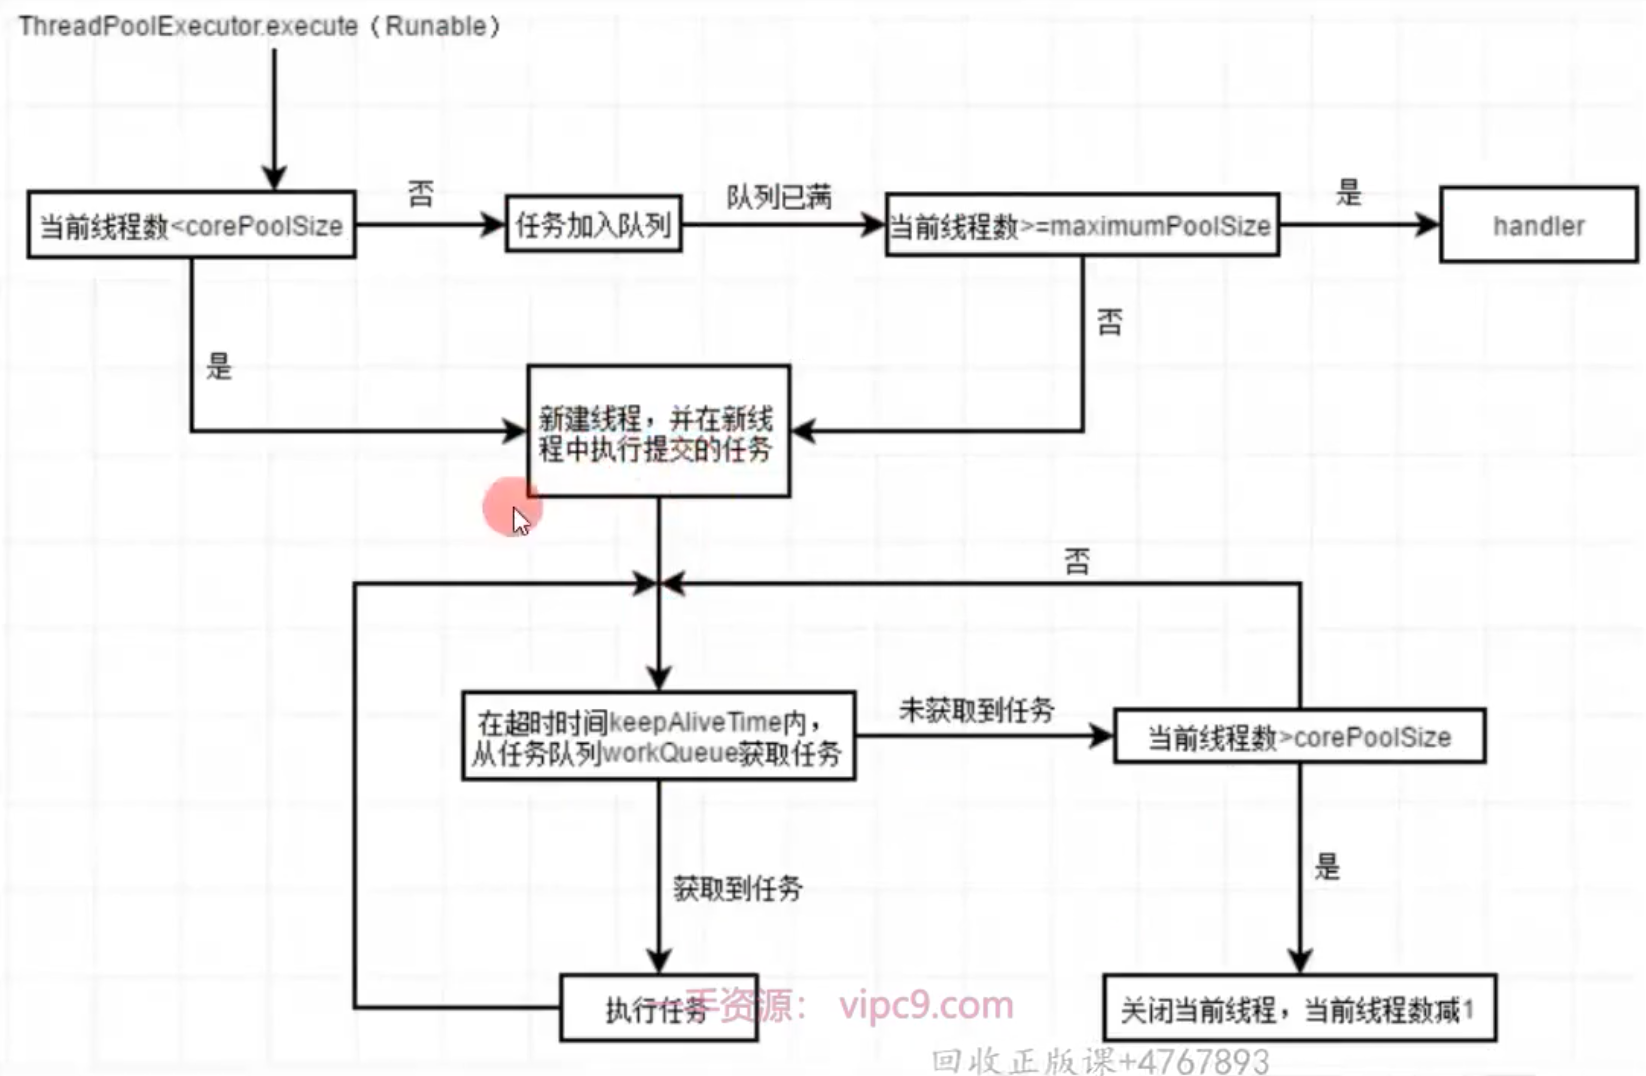 ThreadPoolExecutor.execute（Runable）
否
队列已满
是
当前线程数<corePoolSize
任务加入队列
当前线程数>=maximumPoolSize
handler
否
是
新建线程，并在新线
程中执行提交的任务
否
在超时时间keepAliveTime内，
从任务队列workQueue获取任务
未获取到任务
当前线程数>corePoolSize
获取到任务
是
执行任务
一手资源： vipc9.com
关闭当前线程，当前线程数减1
回收正版课+4767893